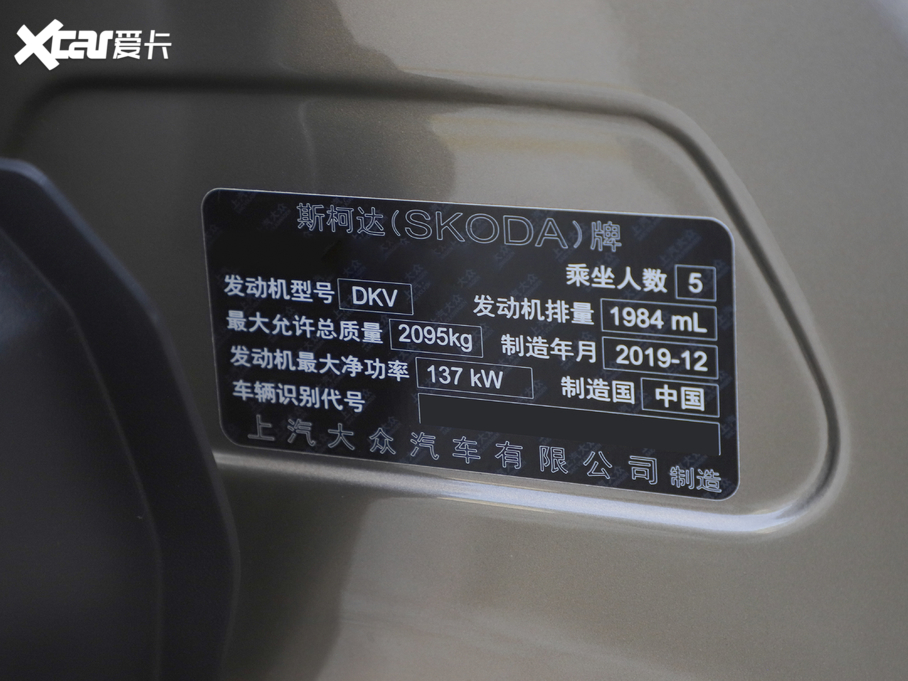 Xcar爱卡
斯柯达(SKODA)牌
乘坐人数 5
发动机型号 DKV 发动机排量 1984 mL
最大允许总质量 2095kg 制造年月 2019-12
发动机最大净功率 137 kW 制造国 中国
车辆识别代号
上汽大众汽车有限公司 制造